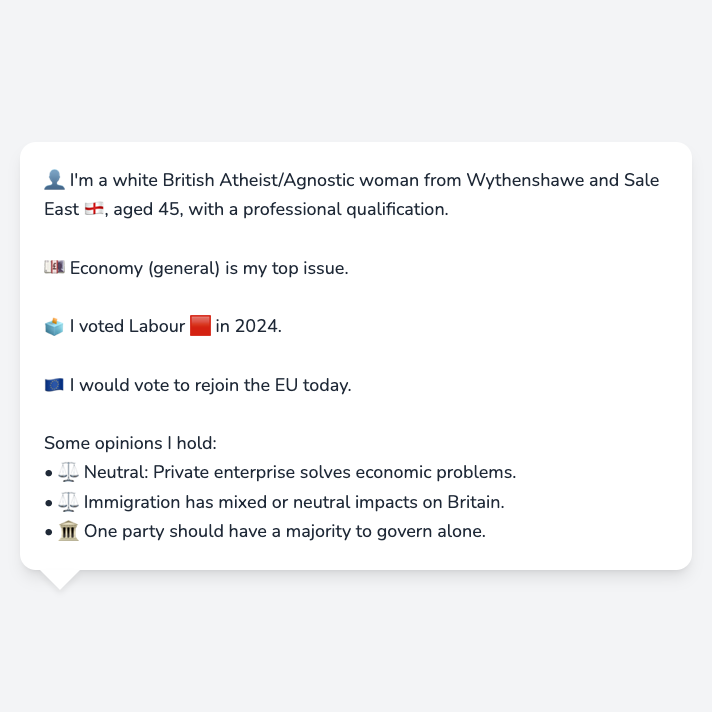 👤 I'm a white British Atheist/Agnostic woman from Wythenshawe and Sale
East 🏴󠁧󠁢󠁥󠁮󠁧󠁿, aged 45, with a professional qualification.
💷 Economy (general) is my top issue.
🗳️ I voted Labour 🟥 in 2024.
🇪🇺 I would vote to rejoin the EU today.
Some opinions I hold:
• ⚖️ Neutral: Private enterprise solves economic problems.
• ⚖️ Immigration has mixed or neutral impacts on Britain.
• 🏛️ One party should have a majority to govern alone.